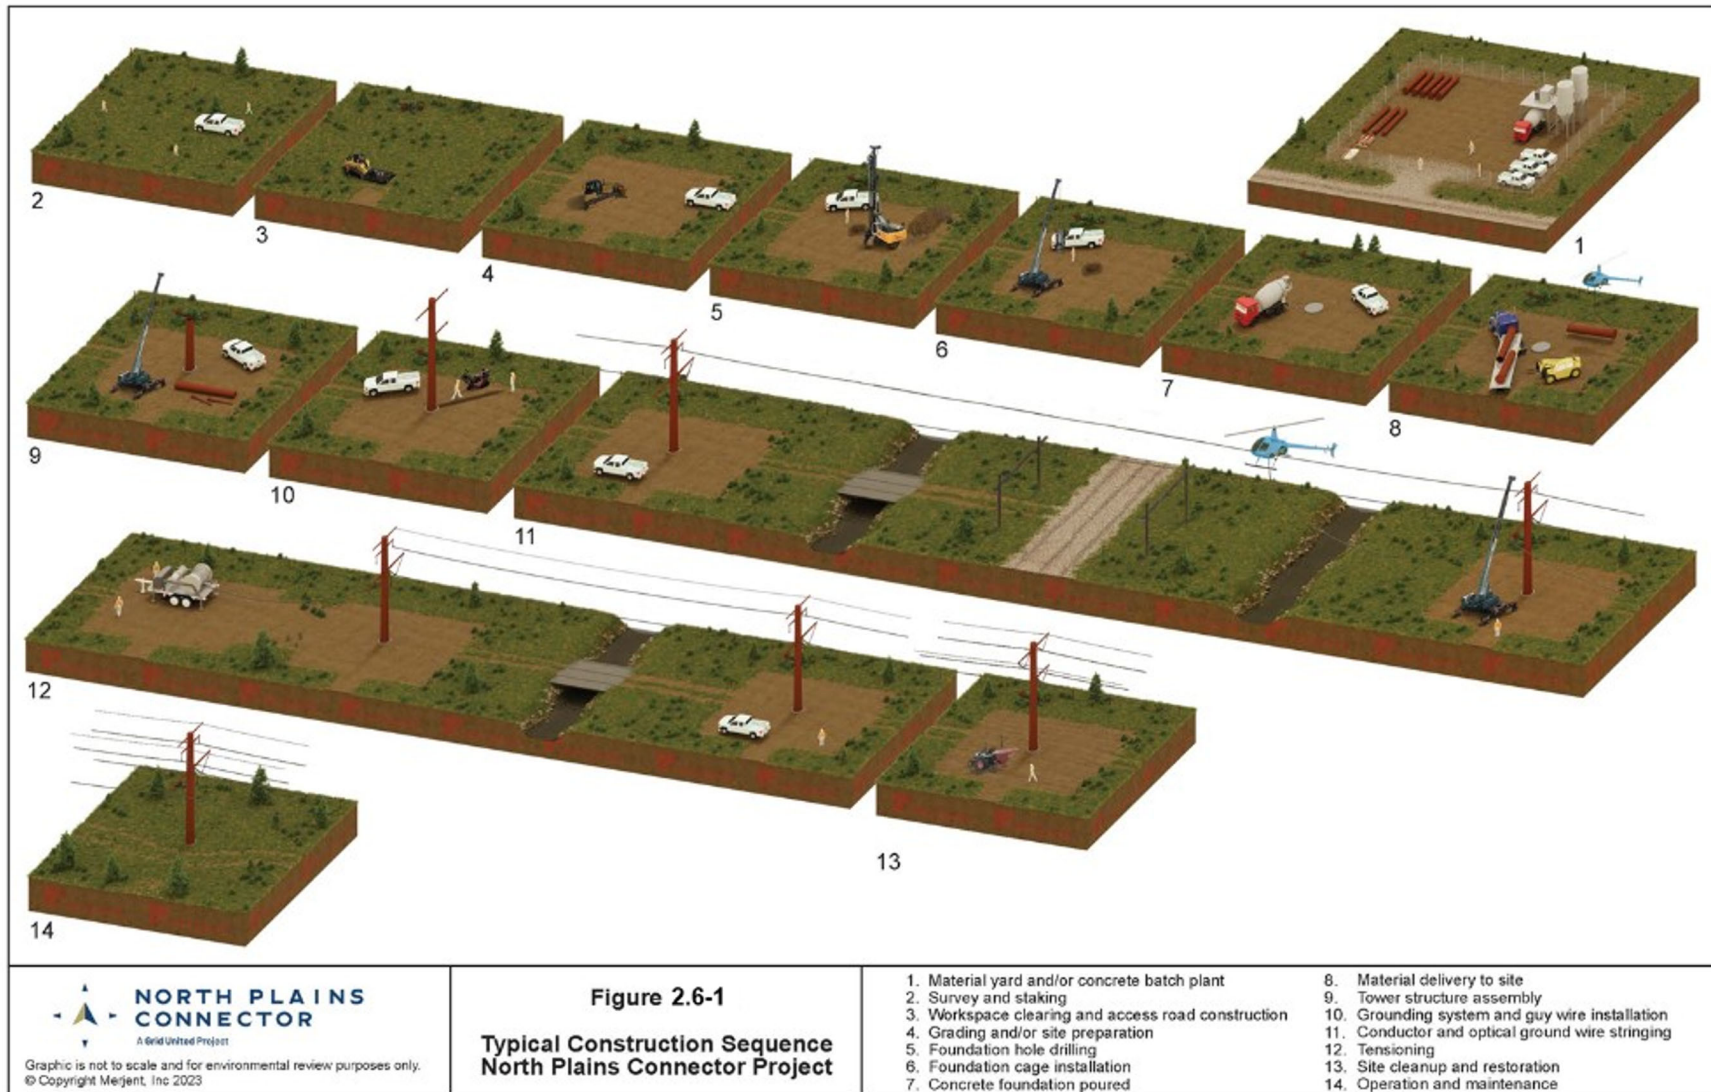 1
2
3
4
5
6
7
8
9
10
11
12
13
14
NORTH PLAINS
CONNECTOR
A Grid United Project
Graphic is not to scale and for environmental review purposes only.
© Copyright Merjent, Inc 2023
Figure 2.6-1
Typical Construction Sequence
North Plains Connector Project
1. Material yard and/or concrete batch plant
2. Survey and staking
3. Workspace clearing and access road construction
4. Grading and/or site preparation
5. Foundation hole drilling
6. Foundation cage installation
7. Concrete foundation poured
8. Material delivery to site
9. Tower structure assembly
10. Grounding system and guy wire installation
11. Conductor and optical ground wire stringing
12. Tensioning
13. Site cleanup and restoration
14. Operation and maintenance